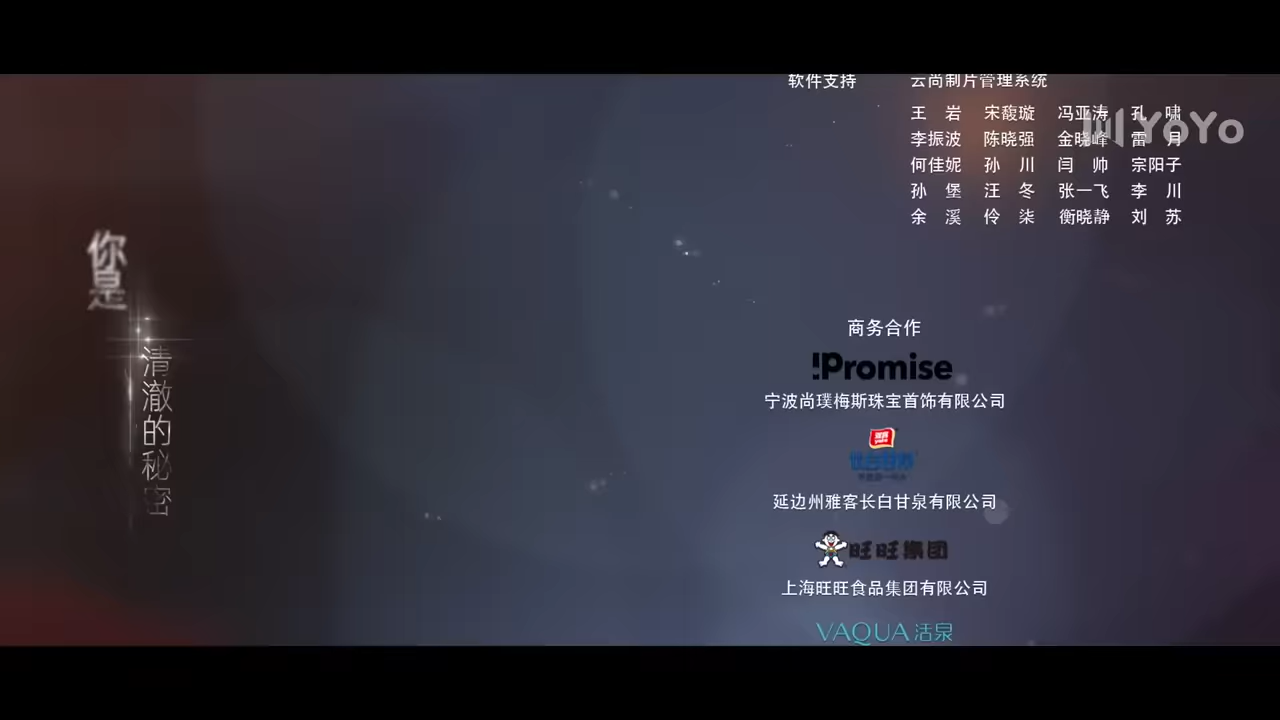 软件支持 云尚制片管理系统
王岩 宋馥璇 冯亚涛 孔啸
李振波 陈晓强 金晓峰 雷月
何佳妮 孙川 闫帅 宗阳子
孙堡 汪冬 张一飞 李川
余溪 伶柒 衡晓静 刘苏
YoYo
你是
清澈的秘密
商务合作
!Promise
宁波尚璞梅斯珠宝首饰有限公司
延边州雅客长白甘泉有限公司
旺旺集团
上海旺旺食品集团有限公司
VAQUA活泉